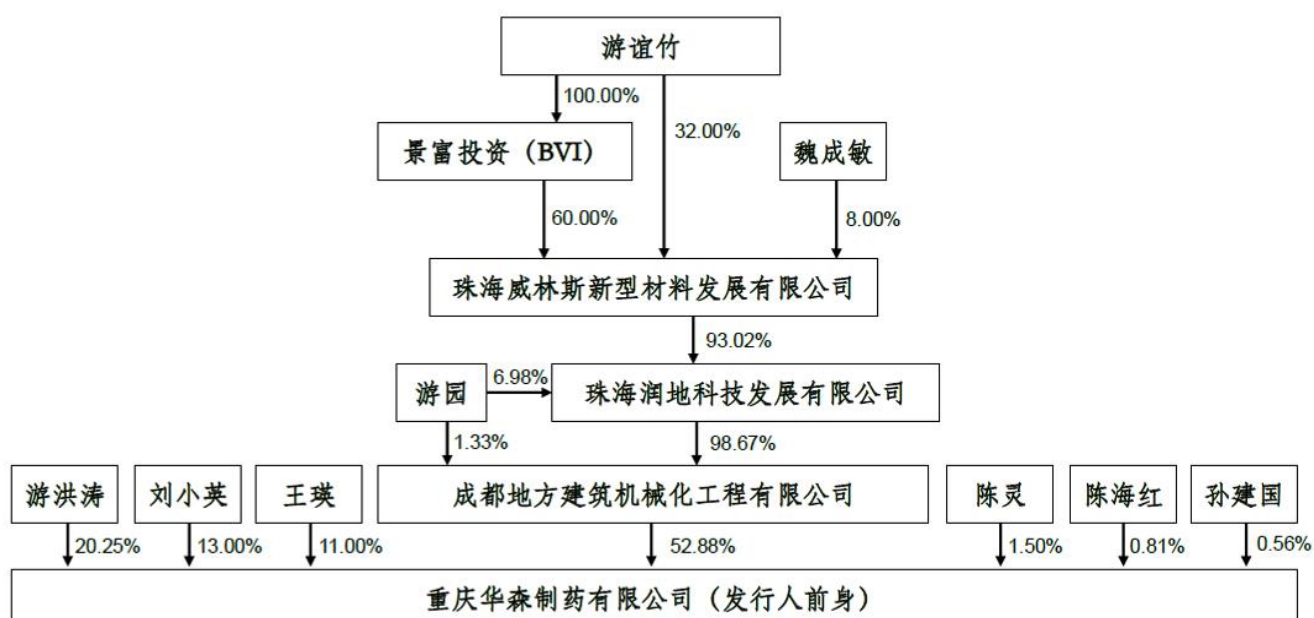 游谊竹
100.00%
32.00%
景富投资（BVI）
魏成敏
60.00%
8.00%
珠海威林斯新型材料发展有限公司
93.02%
游园
6.98%
珠海润地科技发展有限公司
1.33%
98.67%
游洪涛
刘小英
王瑛
成都地方建筑机械化工程有限公司
陈灵
陈海红
孙建国
20.25%
13.00%
11.00%
52.88%
1.50%
0.81%
0.56%
重庆华森制药有限公司（发行人前身）